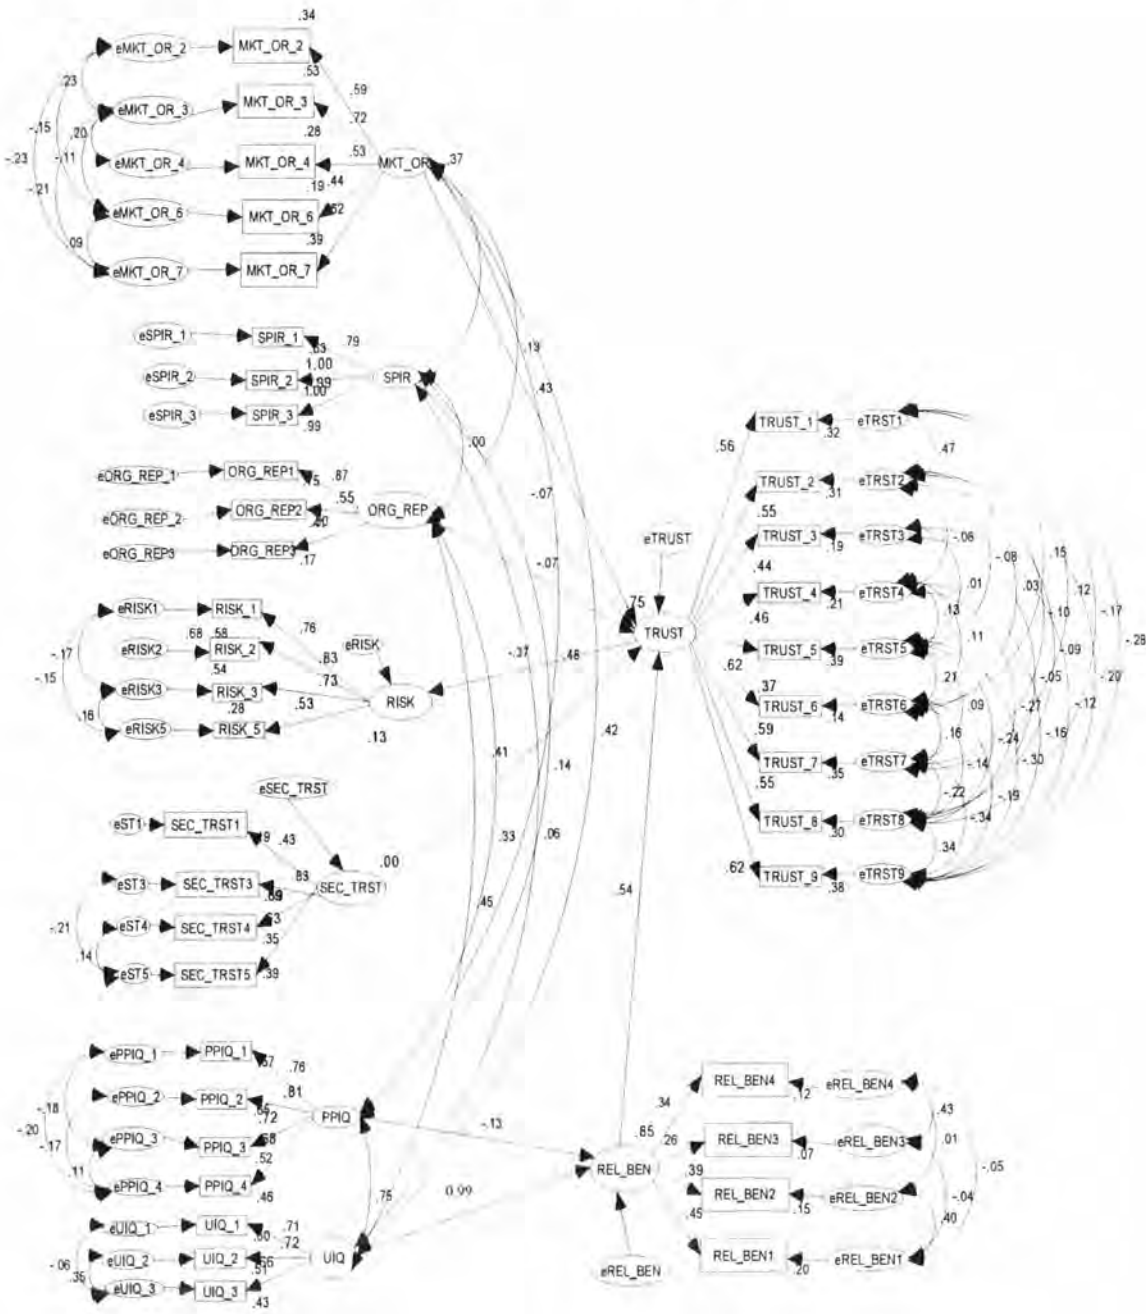 .34
eMKT_OR_2 MKT_OR_2
.53
.23 .59
eMKT_OR_3 MKT_OR_3 .72
-.15 .20 .28
-.23 -.11 eMKT_OR_4 MKT_OR_4 .53 MKT_OR .37
.19 .44
-.21 eMKT_OR_6 MKT_OR_6 .62
.09 .39
eMKT_OR_7 MKT_OR_7
eSPIR_1 SPIR_1 .79
.63 .13
1.00
eSPIR_2 SPIR_2 .99 SPIR .43
1.00
eSPIR_3 SPIR_3
.99
.00
TRUST_1 .32 eTRST1
.56 .47
eORG_REP_1 ORG_REP1 .87
-.07
.55
eORG_REP_2 ORG_REP2 ORG_REP
TRUST_2 .31 eTRST2
.55
eORG_REP3 ORG_REP3
.17
eTRUST
TRUST_3 .19 eTRST3 -.06
-.07 .44 -.08 .15
eRISK1 RISK_1 .76
.75 TRUST_4 .21 eTRST4 .01 .03 .12
.68 .58 .46 .13 -.10 -.17
eRISK2 RISK_2 eRISK TRUST
.54 .83
-.17 .73 -.37 .48 .62 TRUST_5 .39 eTRST5 .11 -.09 -.28
-.15 eRISK3 RISK_3 .21 -.05 -.20
.28 .53 RISK .37
.16 TRUST_6 .14 eTRST6 .09 -.27 -.12
eRISK5 RISK_5 .59 .16 -.24 -.16
.13
.41 .14 .42 TRUST_7 .35 eTRST7 -.14 -.30
.55 -.22 -.19
eSEC_TRST
TRUST_8 .30 eTRST8 -.34
eST1 SEC_TRST1 .43 .33 .06 .34
.00
.62 TRUST_9 .38 eTRST9
eST3 SEC_TRST3 .83 SEC_TRST
.69 .54
-.21 eST4 SEC_TRST4 .63 .45
.35
.14 eST5 SEC_TRST5 .39
ePPIQ_1 PPIQ_1 .76
.57
.81
-.18 ePPIQ_2 PPIQ_2 PPIQ
-.20 .72
-.17 ePPIQ_3 PPIQ_3 -.13
.52
.11 ePPIQ_4 PPIQ_4
.46 .75
REL_BEN4 .12 eREL_BEN4
.34 .43
.85 .26 REL_BEN3 .07 eREL_BEN3 .01
REL_BEN -.05
eUIQ_1 UIQ_1 .71 0.99 .39 REL_BEN2 .15 eREL_BEN2 -.04
.72 .45 .40
-.06 eUIQ_2 UIQ_2 UIQ
.51
.35 eUIQ_3 UIQ_3 .43
REL_BEN1 .20 eREL_BEN1
eREL_BEN